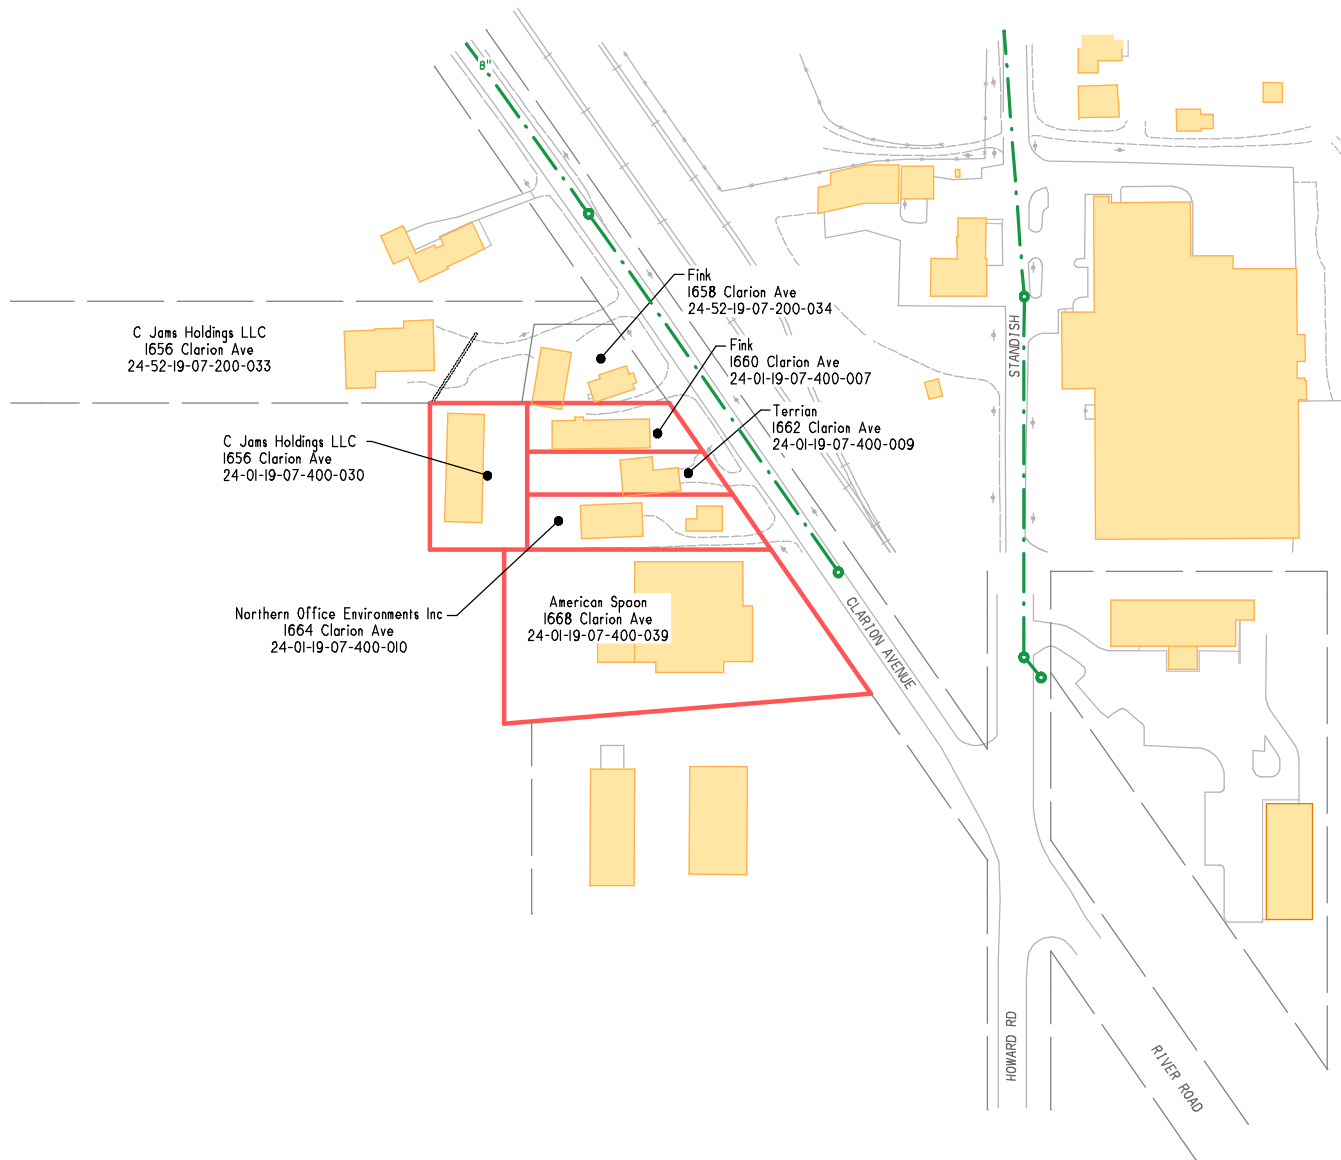 8"
Fink
1658 Clarion Ave
24-52-19-07-200-034
C Jams Holdings LLC
1656 Clarion Ave
24-52-19-07-200-033
Fink
1660 Clarion Ave
24-01-19-07-400-007
Terrian
1662 Clarion Ave
24-01-19-07-400-009
C Jams Holdings LLC
1656 Clarion Ave
24-01-19-07-400-030
Northern Office Environments Inc
1664 Clarion Ave
24-01-19-07-400-010
American Spoon
1668 Clarion Ave
24-01-19-07-400-039
STANDISH
CLARION AVENUE
HOWARD RD
RIVER ROAD